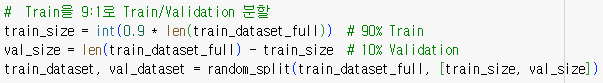 # Train을 9:1로 Train/Validation 분할
train_size = int(0.9 * len(train_dataset_full))  # 90% Train
val_size = len(train_dataset_full) - train_size  # 10% Validation
train_dataset, val_dataset = random_split(train_dataset_full, [train_size, val_size])